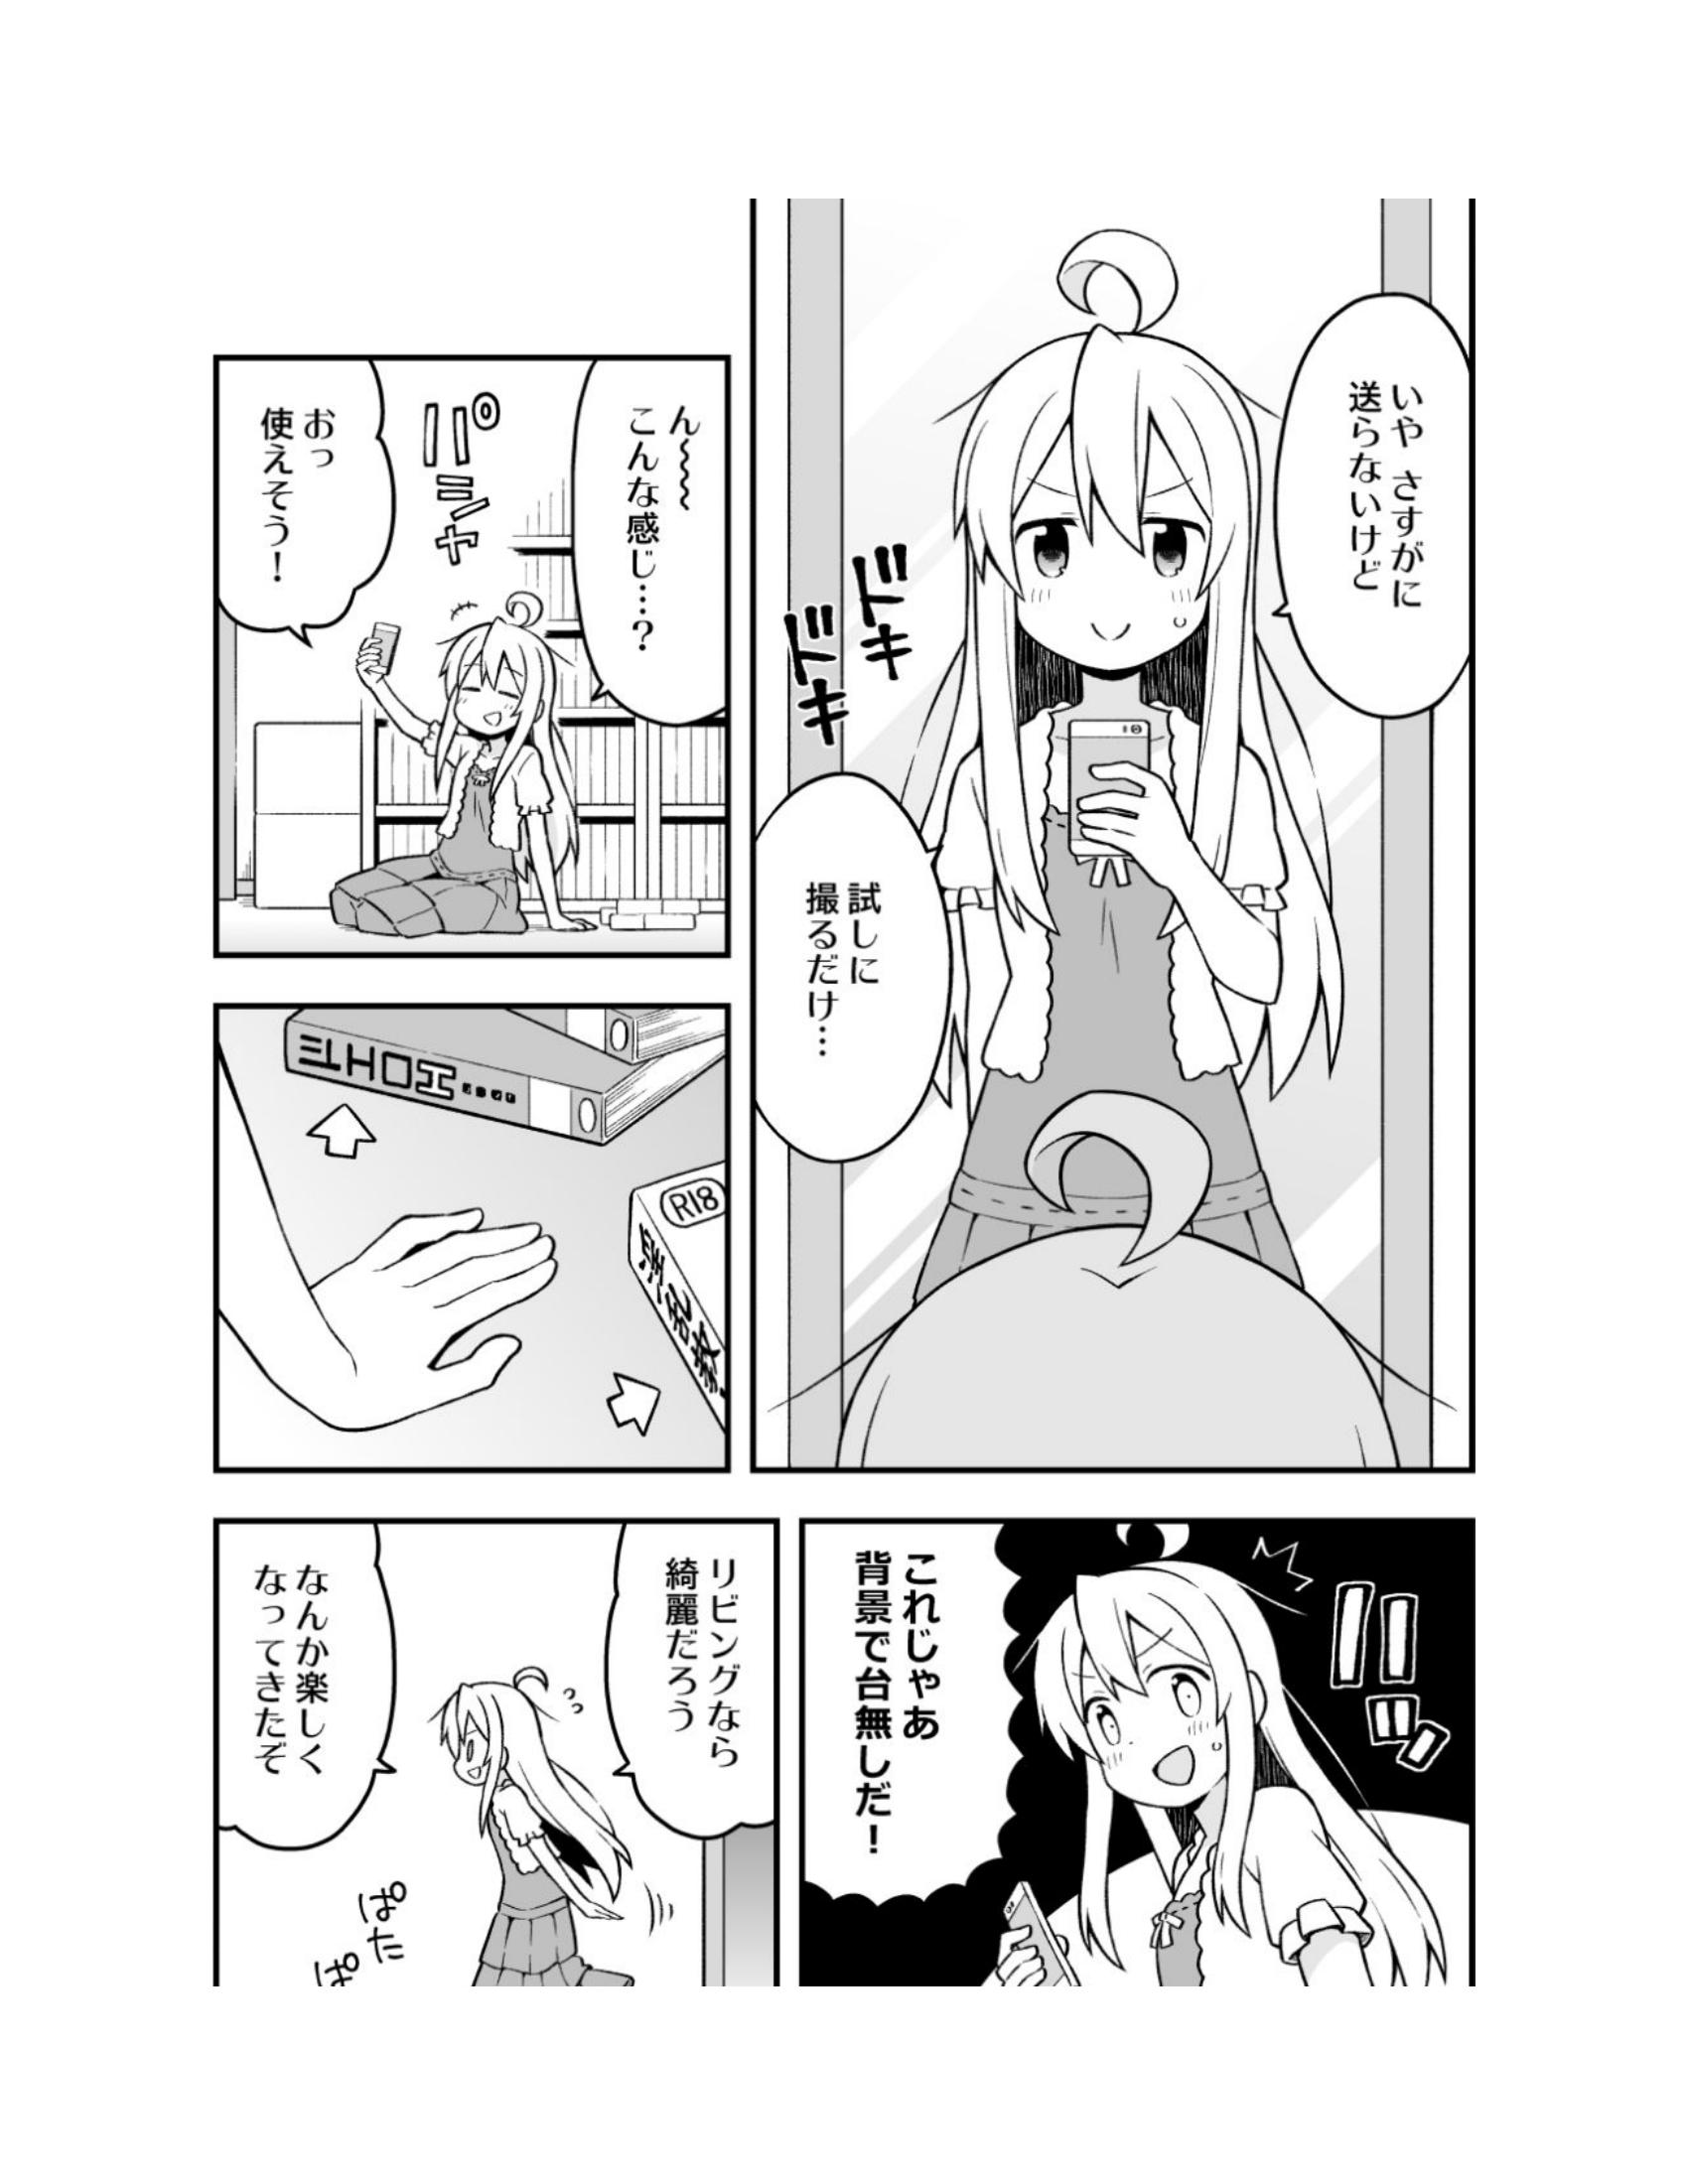 いや さすがに
送らないけど
ドキ
ドキ
試しに
撮るだけ…
ん〜〜〜
こんな感じ…?
パシャ
おっ
使えそう!
R18
これじゃあ
背景で台無しだ!
リビングなら
綺麗だろう
なんか楽しく
なってきたぞ
ぱた
ぱ